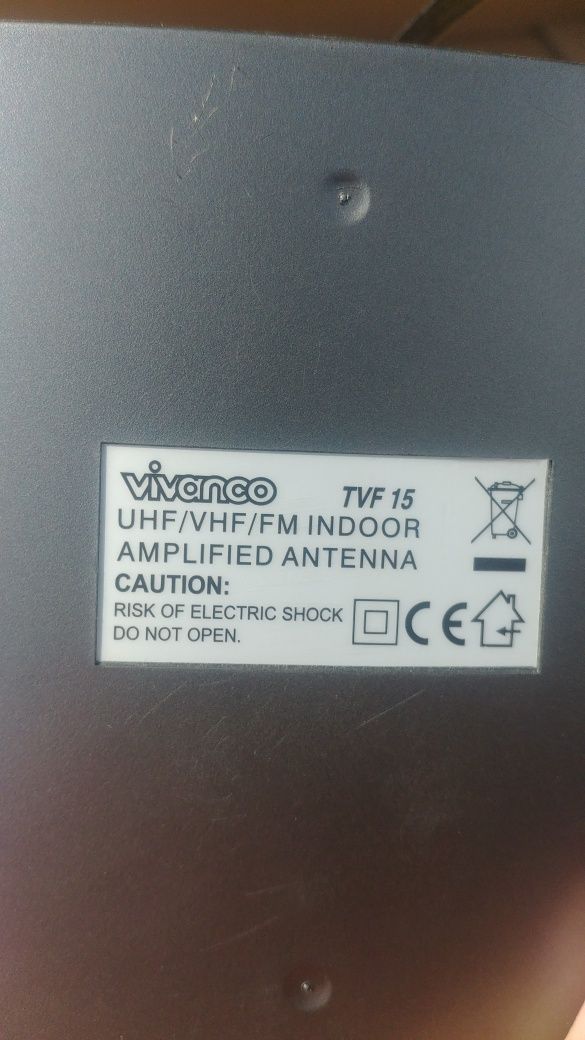 vivanco TVF 15
UHF/VHF/FM INDOOR
AMPLIFIED ANTENNA
CAUTION:
RISK OF ELECTRIC SHOCK
DO NOT OPEN.
CE